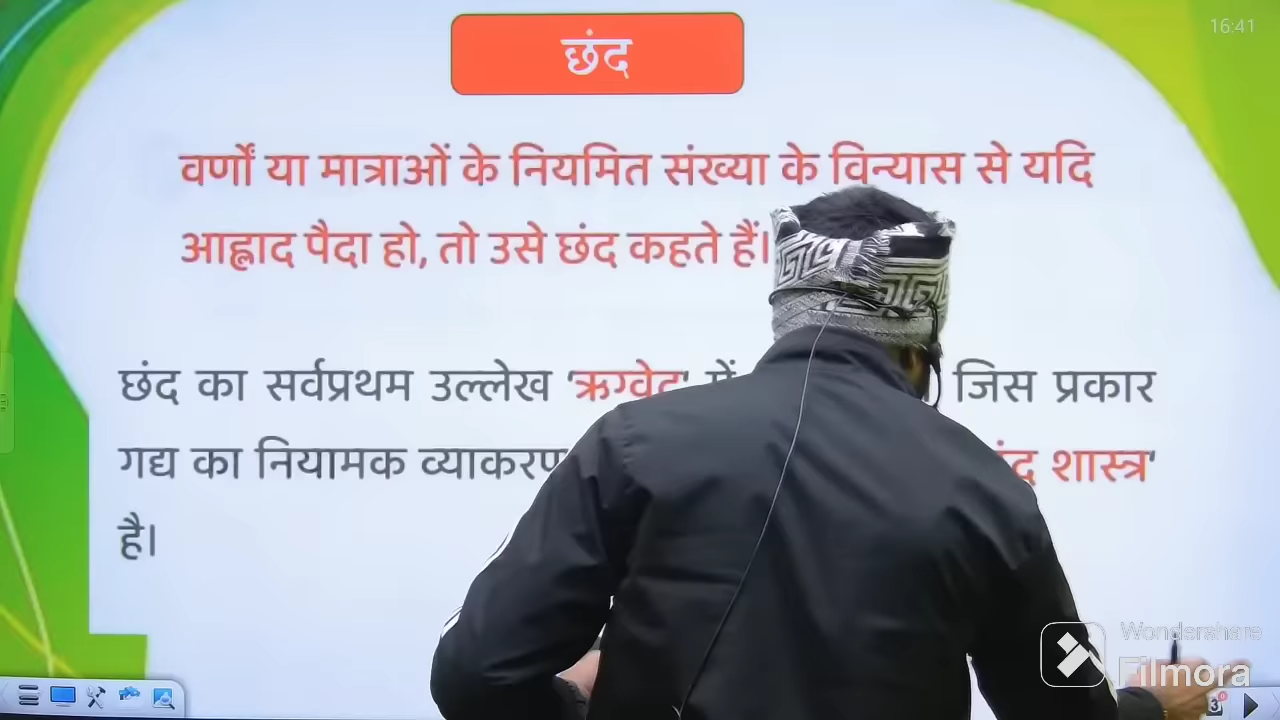 16:41
छंद
वर्णों या मात्राओं के नियमित संख्या के विन्यास से यदि
आह्लाद पैदा हो, तो उसे छंद कहते हैं।
छंद का सर्वप्रथम उल्लेख 'ऋग्वेद' में जिस प्रकार
गद्य का नियामक व्याकरण शास्त्र'
है।
Wondershare
Filmora